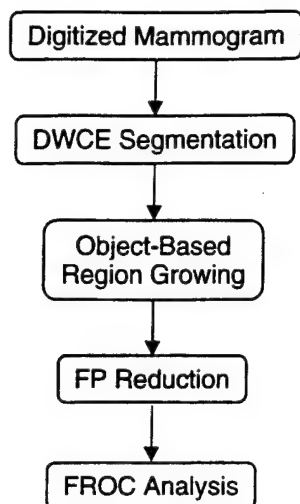 Digitized Mammogram
DWCE Segmentation
Object-Based
Region Growing
FP Reduction
FROC Analysis